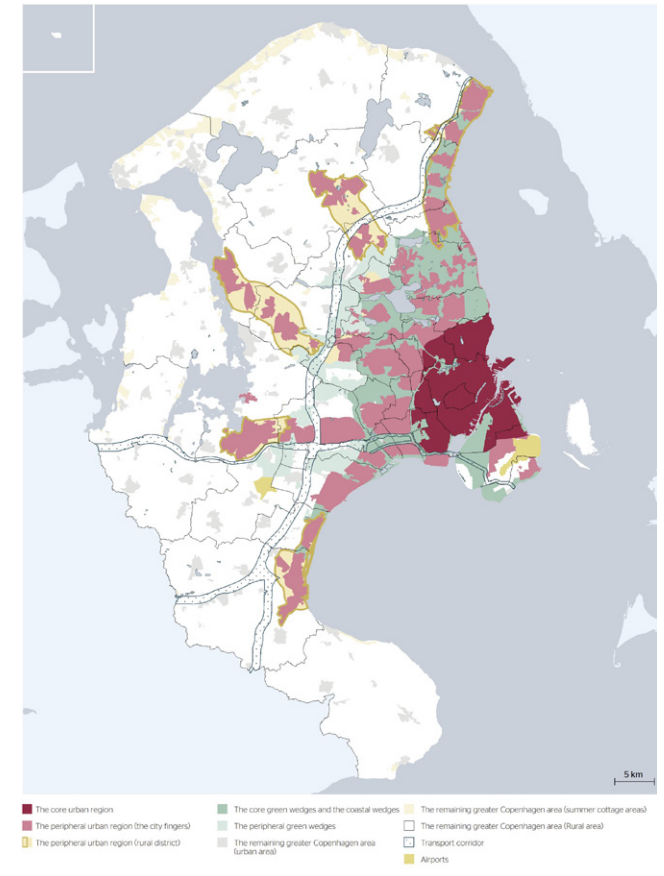 5 km
The core urban region
The peripheral urban region (the city fingers)
The peripheral urban region (rural district)
The core green wedges and the coastal wedges
The peripheral green wedges
The remaining greater Copenhagen area
(urban area)
The remaining greater Copenhagen area (summer cottage areas)
The remaining greater Copenhagen area (Rural area)
Transport corridor
Airports